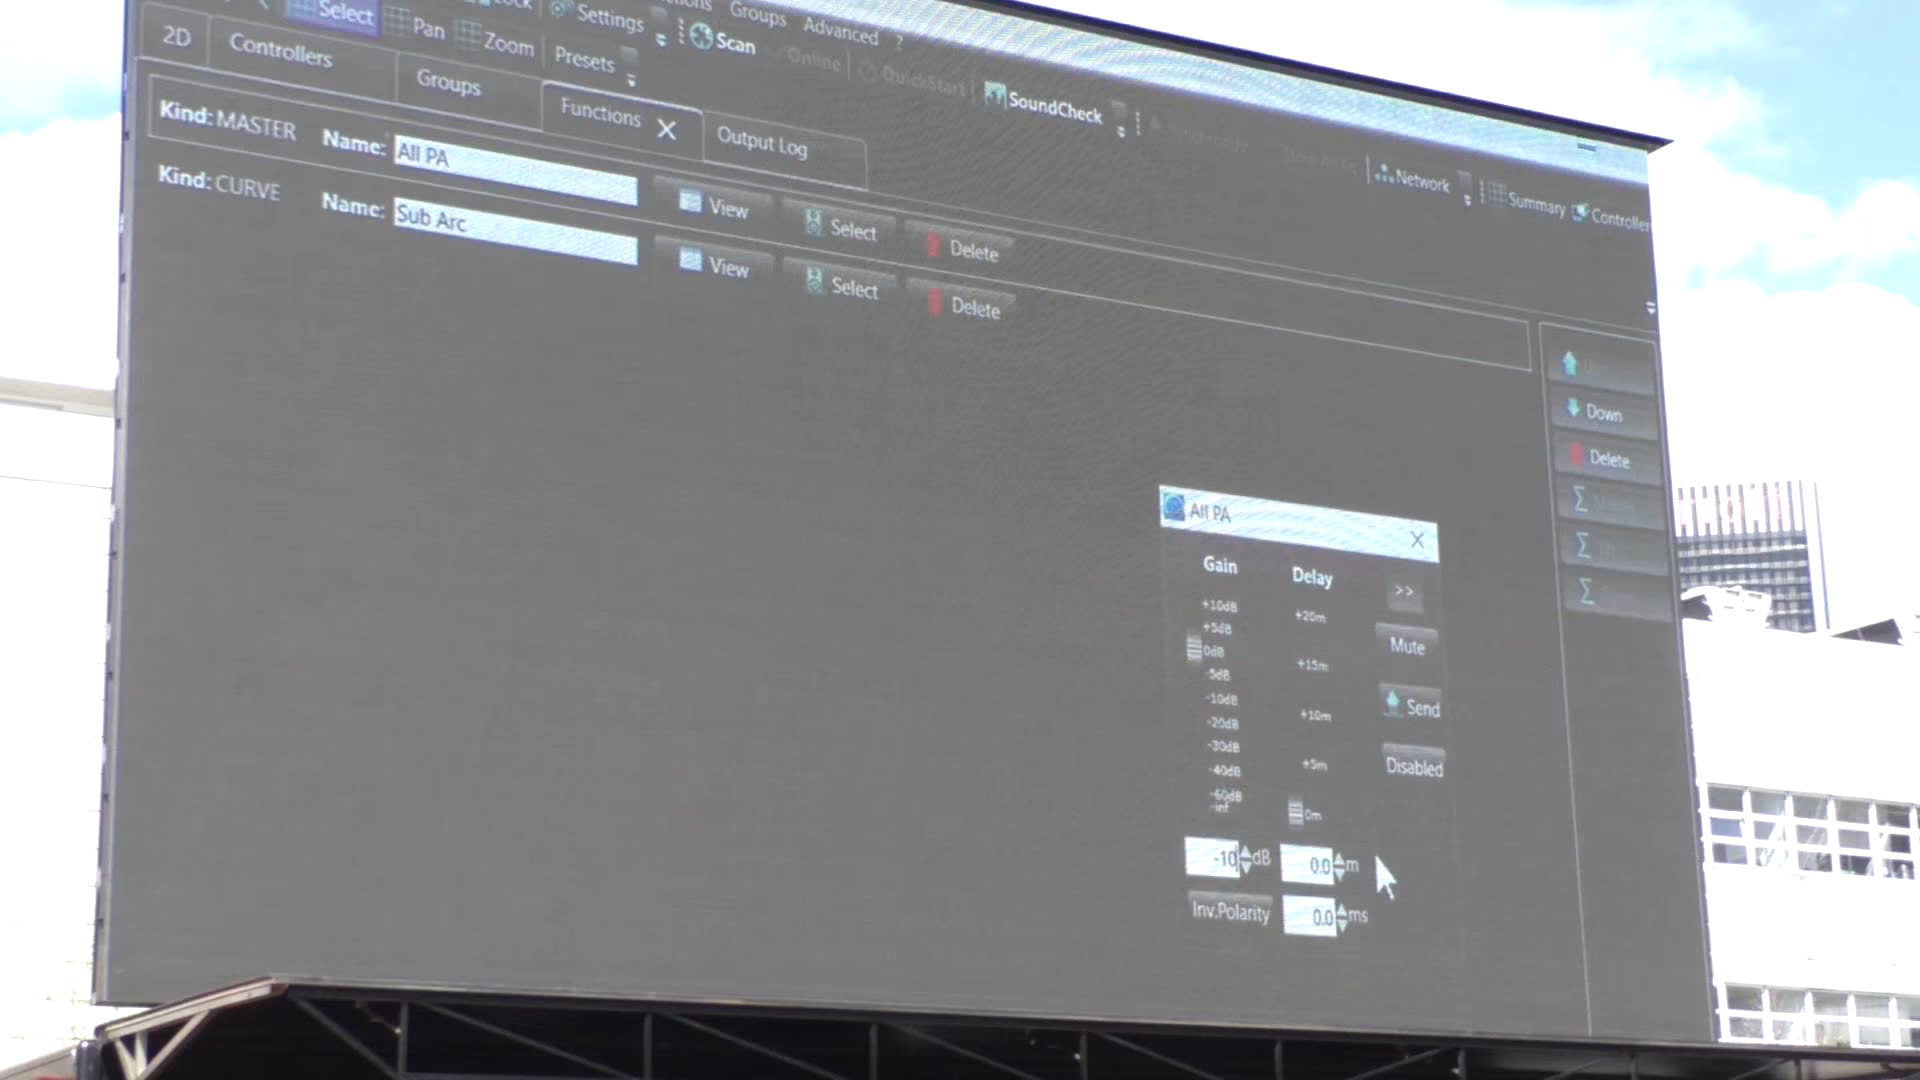 Select
Pan
Zoom
Settings
Presets
Groups
Advanced
?
Scan
Online
QuickStart
SoundCheck
Network
Summary
Controller
2D
Controllers
Groups
Functions
Output Log
Kind: MASTER Name: All PA View Select Delete
Kind: CURVE Name: Sub Arc View Select Delete
Down
Delete
All PA
Gain Delay >>
+10dB +20m
+5dB
0dB Mute
-5dB +15m
-10dB +10m Send
-20dB
-30dB
-40dB +5m Disabled
-60dB
-inf 0m
-10 dB 0.0 m
Inv.Polarity 0.0 ms